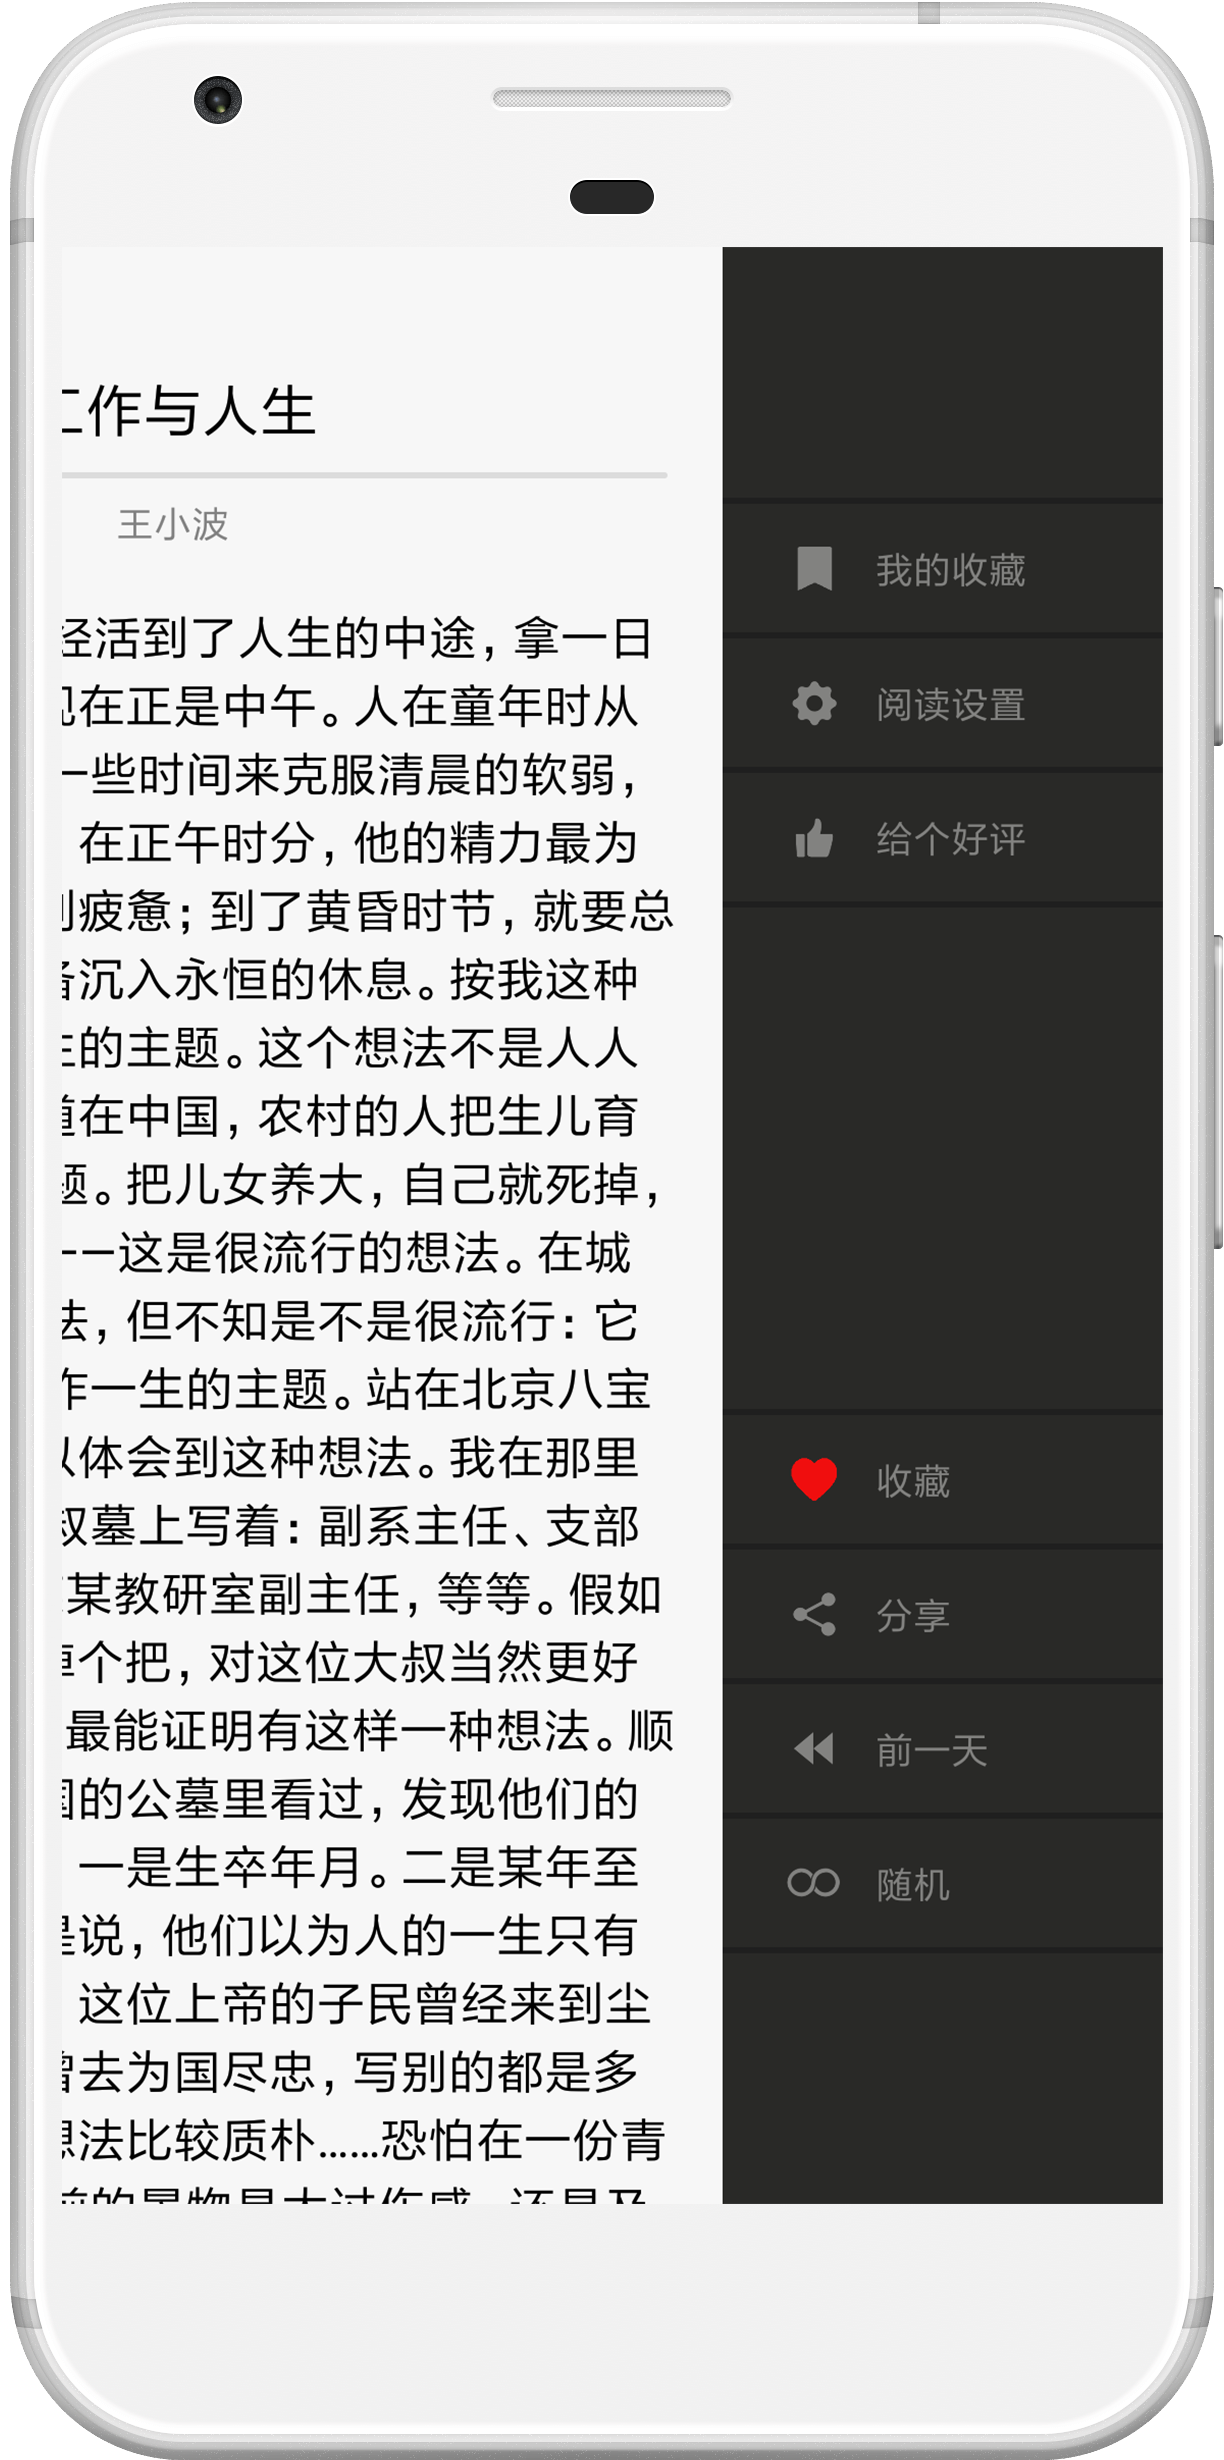 作与人生
王小波
经活到了人生的中途，拿一日
现在正是中午。人在童年时从
一些时间来克服清晨的软弱，
在正午时分，他的精力最为
疲惫；到了黄昏时节，就要总
沉入永恒的休息。按我这种
的主题。这个想法不是人人
道在中国，农村的人把生儿育
题。把儿女养大，自己就死掉，
——这是很流行的想法。在城
法，但不知是不是很流行：它
作一生的主题。站在北京八宝
以体会到这种想法。我在那里
叔墓上写着：副系主任、支部
某教研室副主任，等等。假如
个把，对这位大叔当然更好
最能证明有这样一种想法。顺
国的公墓里看过，发现他们的
一是生卒年月。二是某年至
是说，他们以为人的一生只有
这位上帝的子民曾经来到尘
曾去为国尽忠，写别的都是多
想法比较质朴……恐怕在一份青
我的收藏
阅读设置
给个好评
收藏
分享
前一天
随机